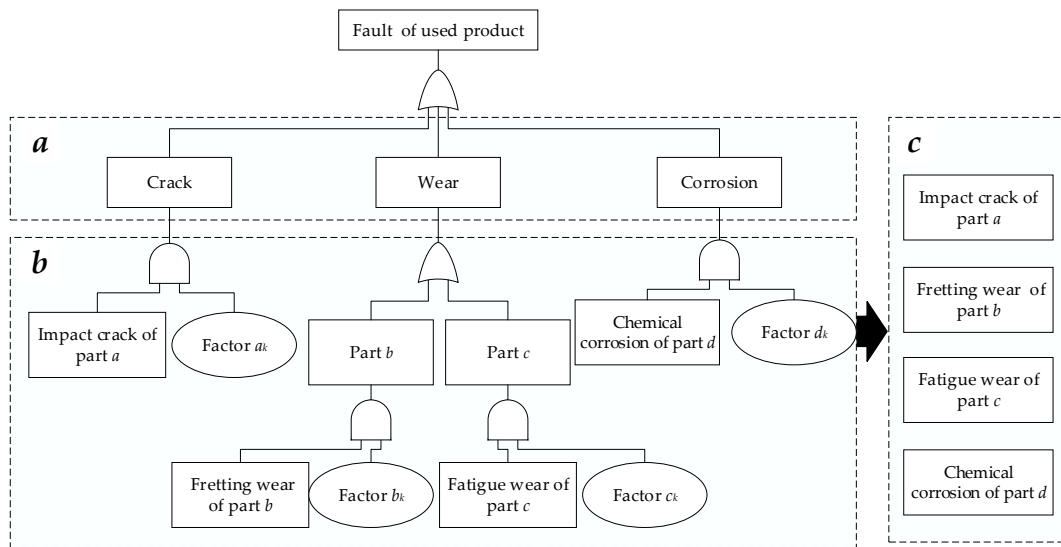 Fault of used product
a
Crack
Wear
Corrosion
b
Impact crack of
part a
Factor ak
Part b
Part c
Chemical
corrosion of part d
Factor dk
Fretting wear
of part b
Factor bk
Fatigue wear of
part c
Factor ck
c
Impact crack of
part a
Fretting wear of
part b
Fatigue wear of
part c
Chemical
corrosion of part d